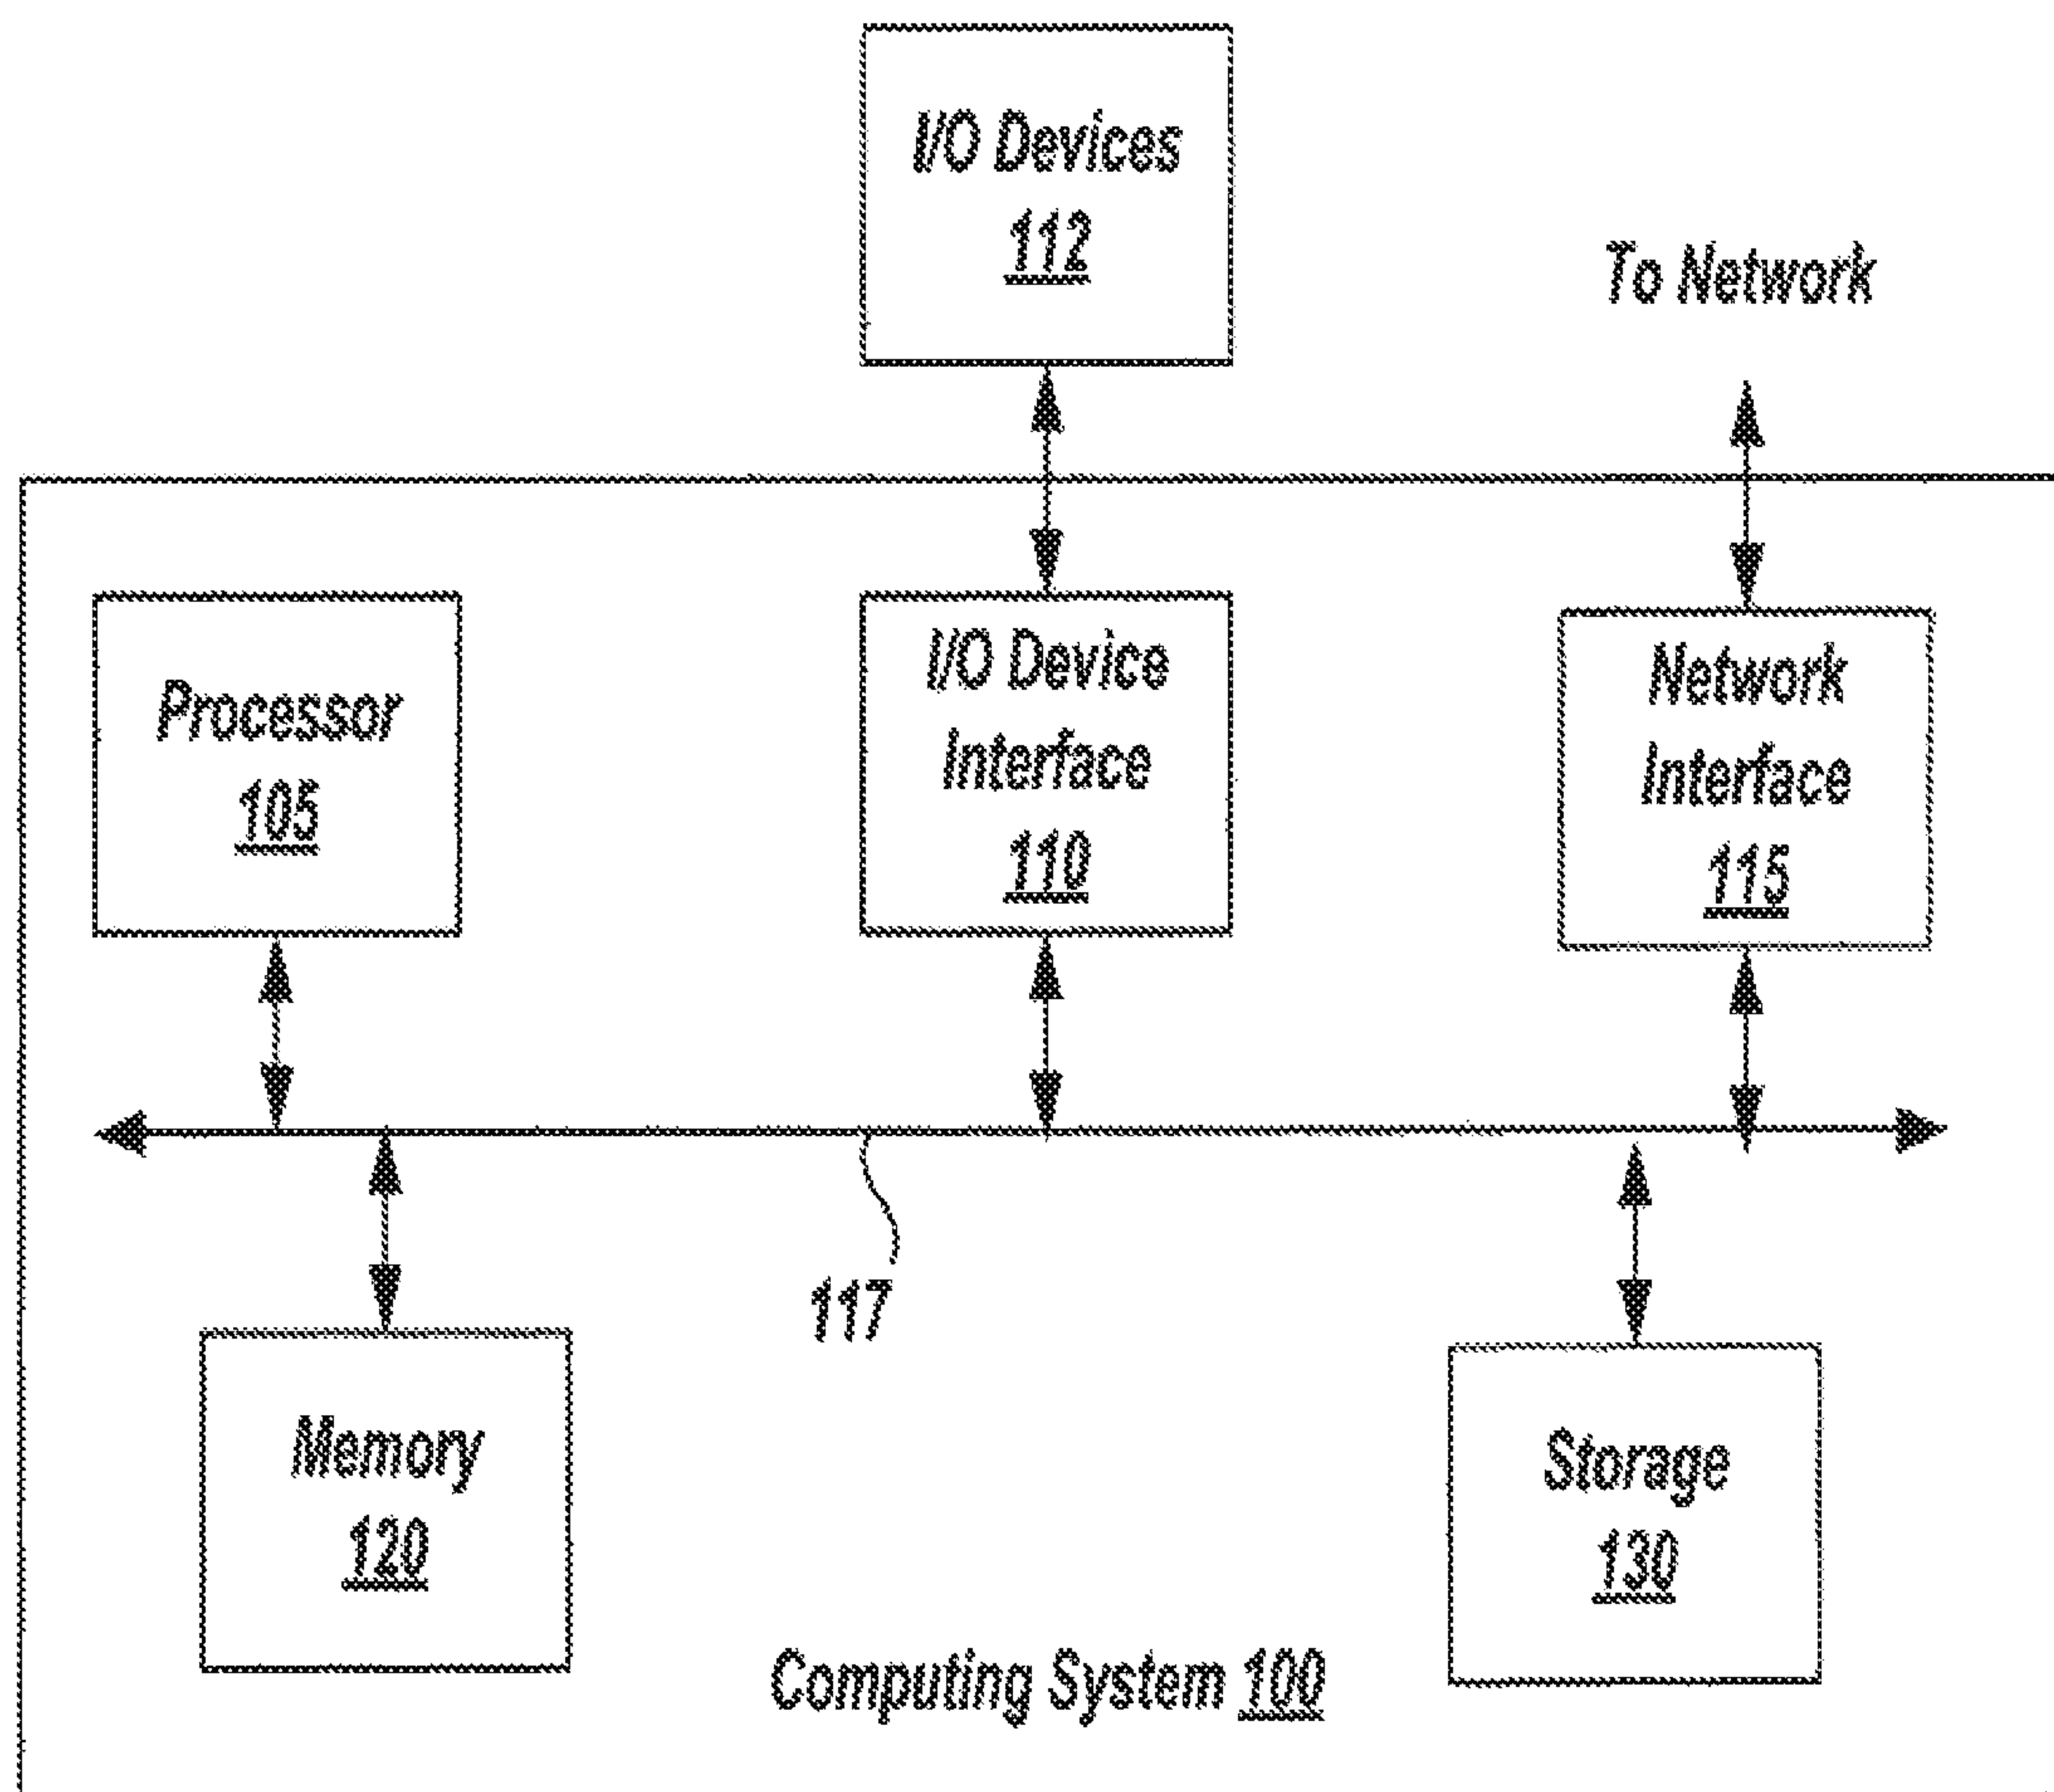 I/O Devices
112
To Network
Processor
105
I/O Device
Interface
110
Network
Interface
115
117
Memory
120
Storage
130
Computing System 100